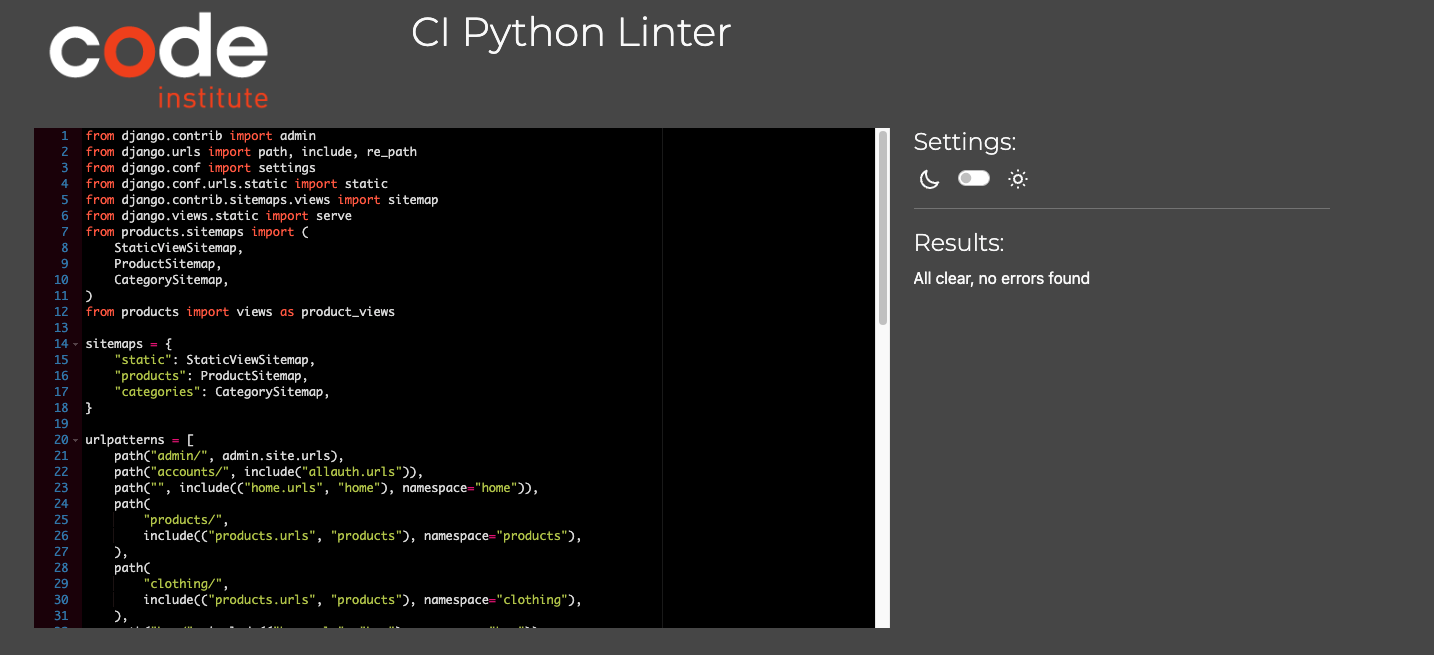 code
institute
CI Python Linter
1 from django.contrib import admin
2 from django.urls import path, include, re_path
3 from django.conf import settings
4 from django.conf.urls.static import static
5 from django.contrib.sitemaps.views import sitemap
6 from django.views.static import serve
7 from products.sitemaps import (
8     StaticViewSitemap,
9     ProductSitemap,
10     CategorySitemap,
11 )
12 from products import views as product_views
13
14 sitemaps = {
15     "static": StaticViewSitemap,
16     "products": ProductSitemap,
17     "categories": CategorySitemap,
18 }
19
20 urlpatterns = [
21     path("admin/", admin.site.urls),
22     path("accounts/", include("allauth.urls")),
23     path("", include(("home.urls", "home"), namespace="home")),
24     path(
25         "products/",
26         include(("products.urls", "products"), namespace="products"),
27     ),
28     path(
29         "clothing/",
30         include(("products.urls", "products"), namespace="clothing"),
31     ),
Settings:
Results:
All clear, no errors found